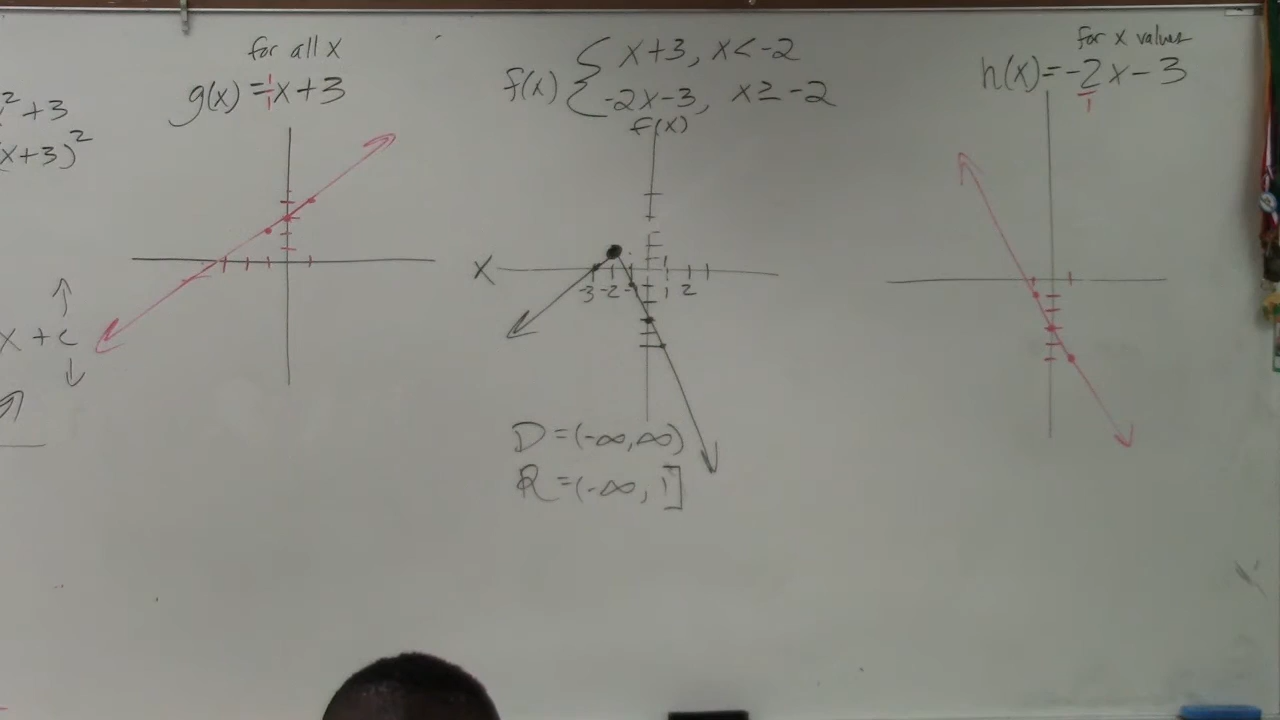 ² + 3
x+3)²
x + c
for all x
g(x) = 1/1 x + 3
f(x) { x+3, x < -2
-2x-3, x ≥ -2
f(x)
X
-3 -2 1 2
D = (-∞, ∞)
R = (-∞, 1]
for x values
h(x) = -2/1 x - 3